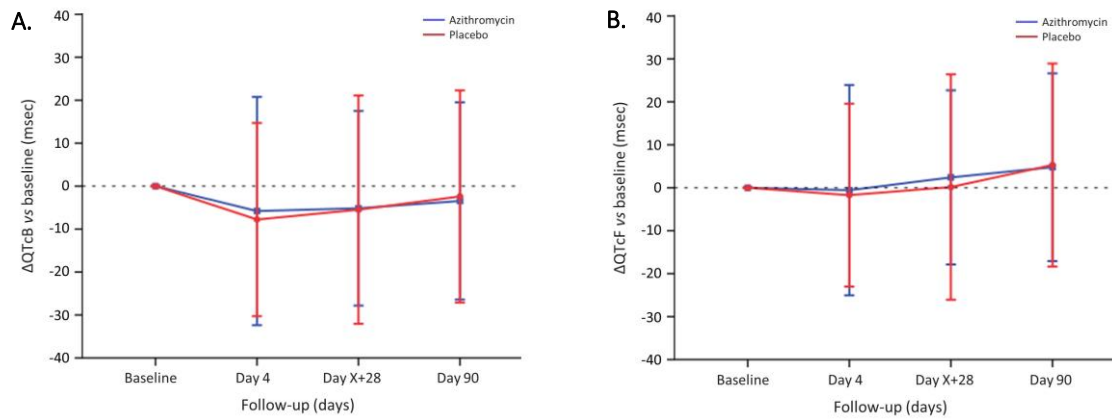 A.
Azithromycin
Placebo
ΔQTcB vs baseline (msec)
40
30
20
10
0
-10
-20
-30
-40
Baseline Day 4 Day X+28 Day 90
Follow-up (days)
B.
Azithromycin
Placebo
ΔQTcF vs baseline (msec)
40
30
20
10
0
-10
-20
-30
-40
Baseline Day 4 Day X+28 Day 90
Follow-up (days)